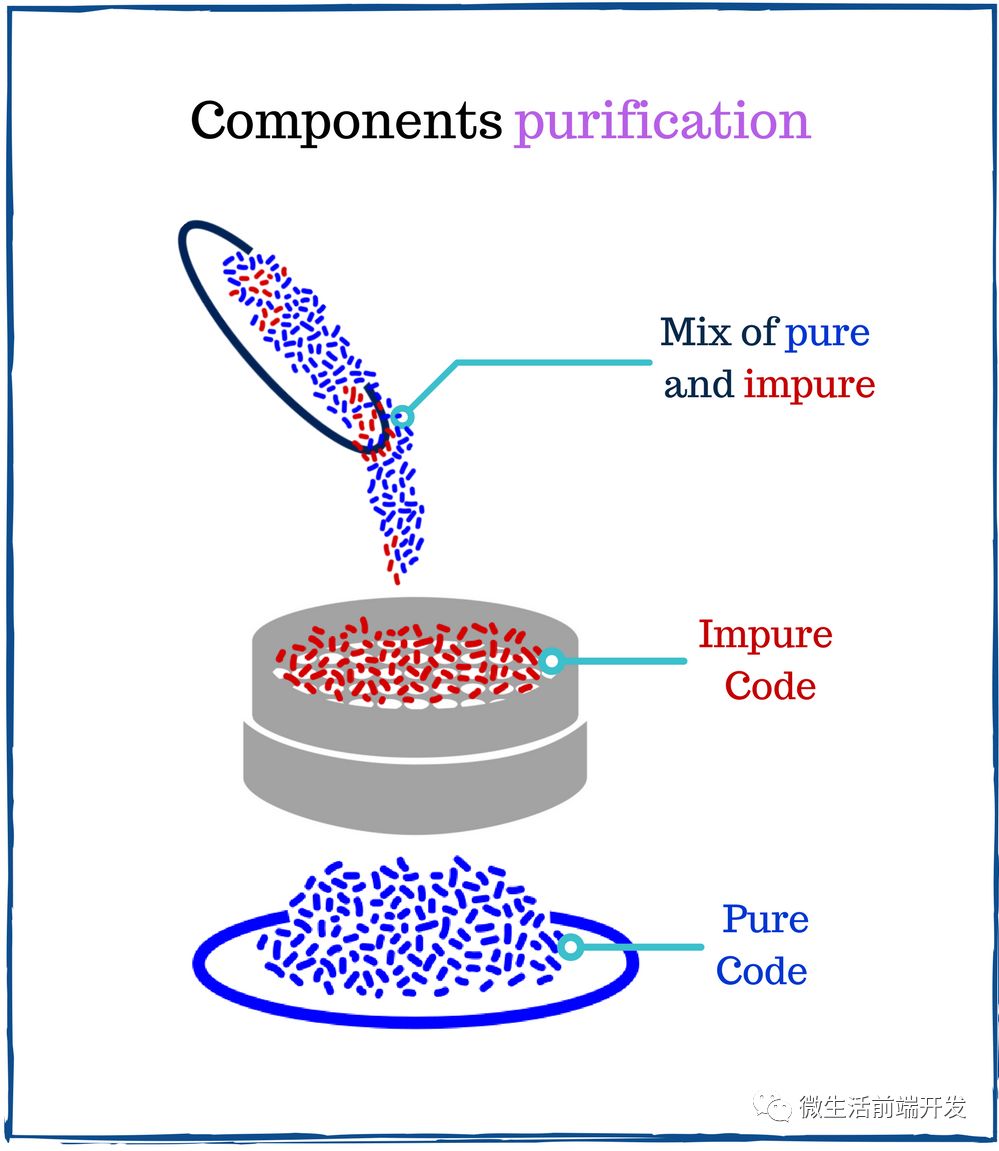 Components purification
Mix of pure
and impure
Impure
Code
Pure
Code
微生活前端开发